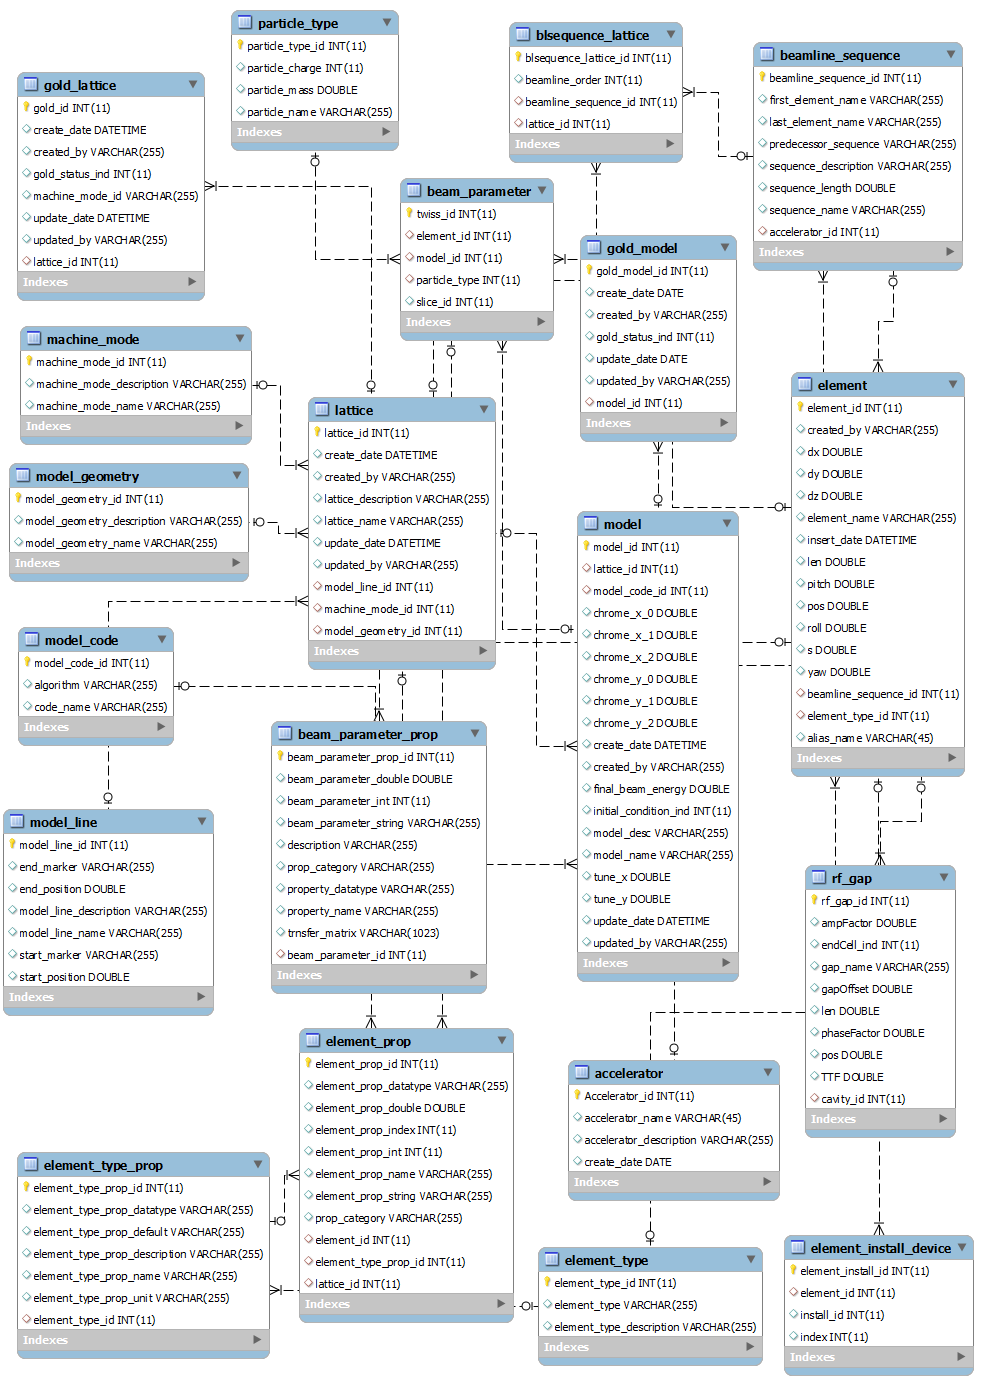 particle_type
particle_type_id INT(11)
particle_charge INT(11)
particle_mass DOUBLE
particle_name VARCHAR(255)
Indexes
blsequence_lattice
blsequence_lattice_id INT(11)
beamline_order INT(11)
beamline_sequence_id INT(11)
lattice_id INT(11)
Indexes
beamline_sequence
beamline_sequence_id INT(11)
first_element_name VARCHAR(255)
last_element_name VARCHAR(255)
predecessor_sequence VARCHAR(255)
sequence_description VARCHAR(255)
sequence_length DOUBLE
sequence_name VARCHAR(255)
accelerator_id INT(11)
Indexes
gold_lattice
gold_id INT(11)
create_date DATETIME
created_by VARCHAR(255)
gold_status_ind INT(11)
machine_mode_id VARCHAR(255)
update_date DATETIME
updated_by VARCHAR(255)
lattice_id INT(11)
Indexes
beam_parameter
twiss_id INT(11)
element_id INT(11)
model_id INT(11)
particle_type INT(11)
slice_id INT(11)
Indexes
gold_model
gold_model_id INT(11)
create_date DATE
created_by VARCHAR(255)
gold_status_ind INT(11)
update_date DATE
updated_by VARCHAR(255)
model_id INT(11)
Indexes
machine_mode
machine_mode_id INT(11)
machine_mode_description VARCHAR(255)
machine_mode_name VARCHAR(255)
Indexes
element
element_id INT(11)
created_by VARCHAR(255)
dx DOUBLE
dy DOUBLE
dz DOUBLE
element_name VARCHAR(255)
insert_date DATETIME
len DOUBLE
pitch DOUBLE
pos DOUBLE
roll DOUBLE
s DOUBLE
yaw DOUBLE
beamline_sequence_id INT(11)
element_type_id INT(11)
alias_name VARCHAR(45)
Indexes
lattice
lattice_id INT(11)
create_date DATETIME
created_by VARCHAR(255)
lattice_description VARCHAR(255)
lattice_name VARCHAR(255)
update_date DATETIME
updated_by VARCHAR(255)
model_line_id INT(11)
machine_mode_id INT(11)
model_geometry_id INT(11)
Indexes
model_geometry
model_geometry_id INT(11)
model_geometry_description VARCHAR(255)
model_geometry_name VARCHAR(255)
Indexes
model
model_id INT(11)
lattice_id INT(11)
model_code_id INT(11)
chrome_x_0 DOUBLE
chrome_x_1 DOUBLE
chrome_x_2 DOUBLE
chrome_y_0 DOUBLE
chrome_y_1 DOUBLE
chrome_y_2 DOUBLE
create_date DATETIME
created_by VARCHAR(255)
final_beam_energy DOUBLE
initial_condition_ind INT(11)
model_desc VARCHAR(255)
model_name VARCHAR(255)
tune_x DOUBLE
tune_y DOUBLE
update_date DATETIME
updated_by VARCHAR(255)
Indexes
model_code
model_code_id INT(11)
algorithm VARCHAR(255)
code_name VARCHAR(255)
Indexes
beam_parameter_prop
beam_parameter_prop_id INT(11)
beam_parameter_double DOUBLE
beam_parameter_int INT(11)
beam_parameter_string VARCHAR(255)
description VARCHAR(255)
prop_category VARCHAR(255)
property_datatype VARCHAR(255)
property_name VARCHAR(255)
trnsfer_matrix VARCHAR(1023)
beam_parameter_id INT(11)
Indexes
model_line
model_line_id INT(11)
end_marker VARCHAR(255)
end_position DOUBLE
model_line_description VARCHAR(255)
model_line_name VARCHAR(255)
start_marker VARCHAR(255)
start_position DOUBLE
Indexes
rf_gap
rf_gap_id INT(11)
ampFactor DOUBLE
endCell_ind INT(11)
gap_name VARCHAR(255)
gapOffset DOUBLE
len DOUBLE
phaseFactor DOUBLE
pos DOUBLE
TTF DOUBLE
cavity_id INT(11)
Indexes
element_prop
element_prop_id INT(11)
element_prop_datatype VARCHAR(255)
element_prop_double DOUBLE
element_prop_index INT(11)
element_prop_int INT(11)
element_prop_name VARCHAR(255)
element_prop_string VARCHAR(255)
prop_category VARCHAR(255)
element_id INT(11)
element_type_prop_id INT(11)
lattice_id INT(11)
Indexes
accelerator
Accelerator_id INT(11)
accelerator_name VARCHAR(45)
accelerator_description VARCHAR(255)
create_date DATE
Indexes
element_type_prop
element_type_prop_id INT(11)
element_type_prop_datatype VARCHAR(255)
element_type_prop_default VARCHAR(255)
element_type_prop_description VARCHAR(255)
element_type_prop_name VARCHAR(255)
element_type_prop_unit VARCHAR(255)
element_type_id INT(11)
Indexes
element_type
element_type_id INT(11)
element_type VARCHAR(255)
element_type_description VARCHAR(255)
Indexes
element_install_device
element_install_id INT(11)
element_id INT(11)
install_id INT(11)
index INT(11)
Indexes